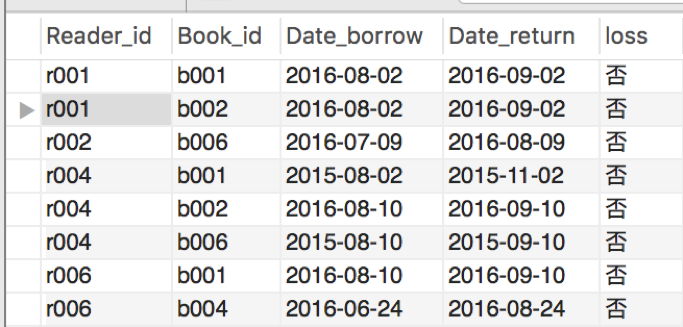 Reader_id Book_id Date_borrow Date_return loss
r001 b001 2016-08-02 2016-09-02 否
r001 b002 2016-08-02 2016-09-02 否
r002 b006 2016-07-09 2016-08-09 否
r004 b001 2015-08-02 2015-11-02 否
r004 b002 2016-08-10 2016-09-10 否
r004 b006 2015-08-10 2015-09-10 否
r006 b001 2016-08-10 2016-09-10 否
r006 b004 2016-06-24 2016-08-24 否